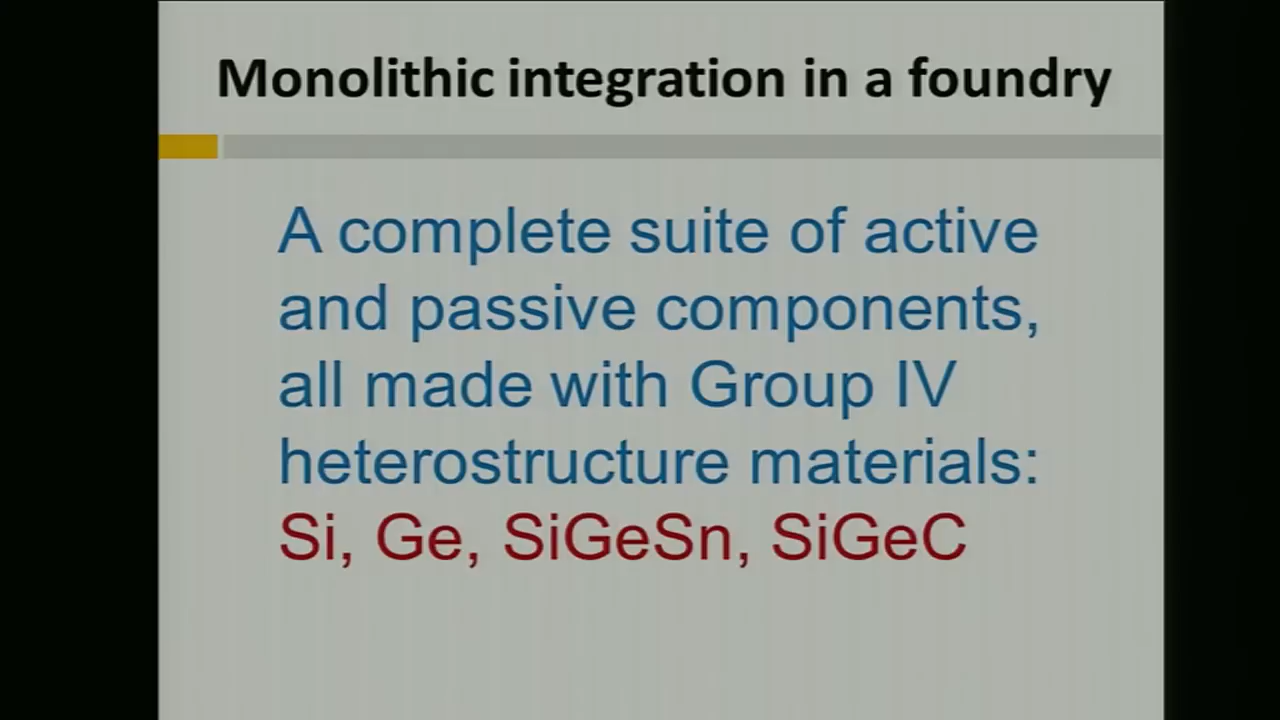 Monolithic integration in a foundry
A complete suite of active
and passive components,
all made with Group IV
heterostructure materials:
Si, Ge, SiGeSn, SiGeC